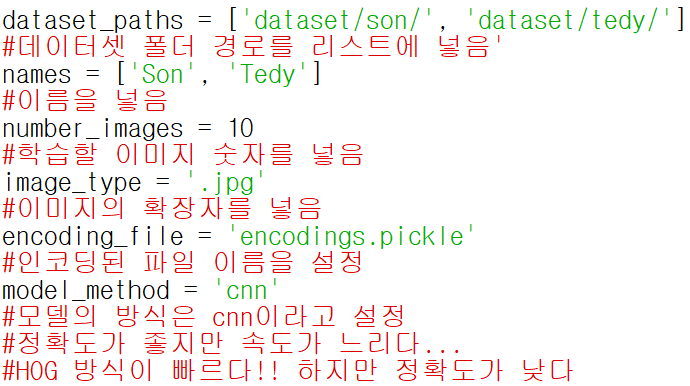 dataset_paths = ['dataset/son/', 'dataset/tedy/']
#데이터셋 폴더 경로를 리스트에 넣음'
names = ['Son', 'Tedy']
#이름을 넣음
number_images = 10
#학습할 이미지 숫자를 넣음
image_type = '.jpg'
#이미지의 확장자를 넣음
encoding_file = 'encodings.pickle'
#인코딩된 파일 이름을 설정
model_method = 'cnn'
#모델의 방식은 cnn이라고 설정
#정확도가 좋지만 속도가 느리다...
#HOG 방식이 빠르다!! 하지만 정확도가 낮다